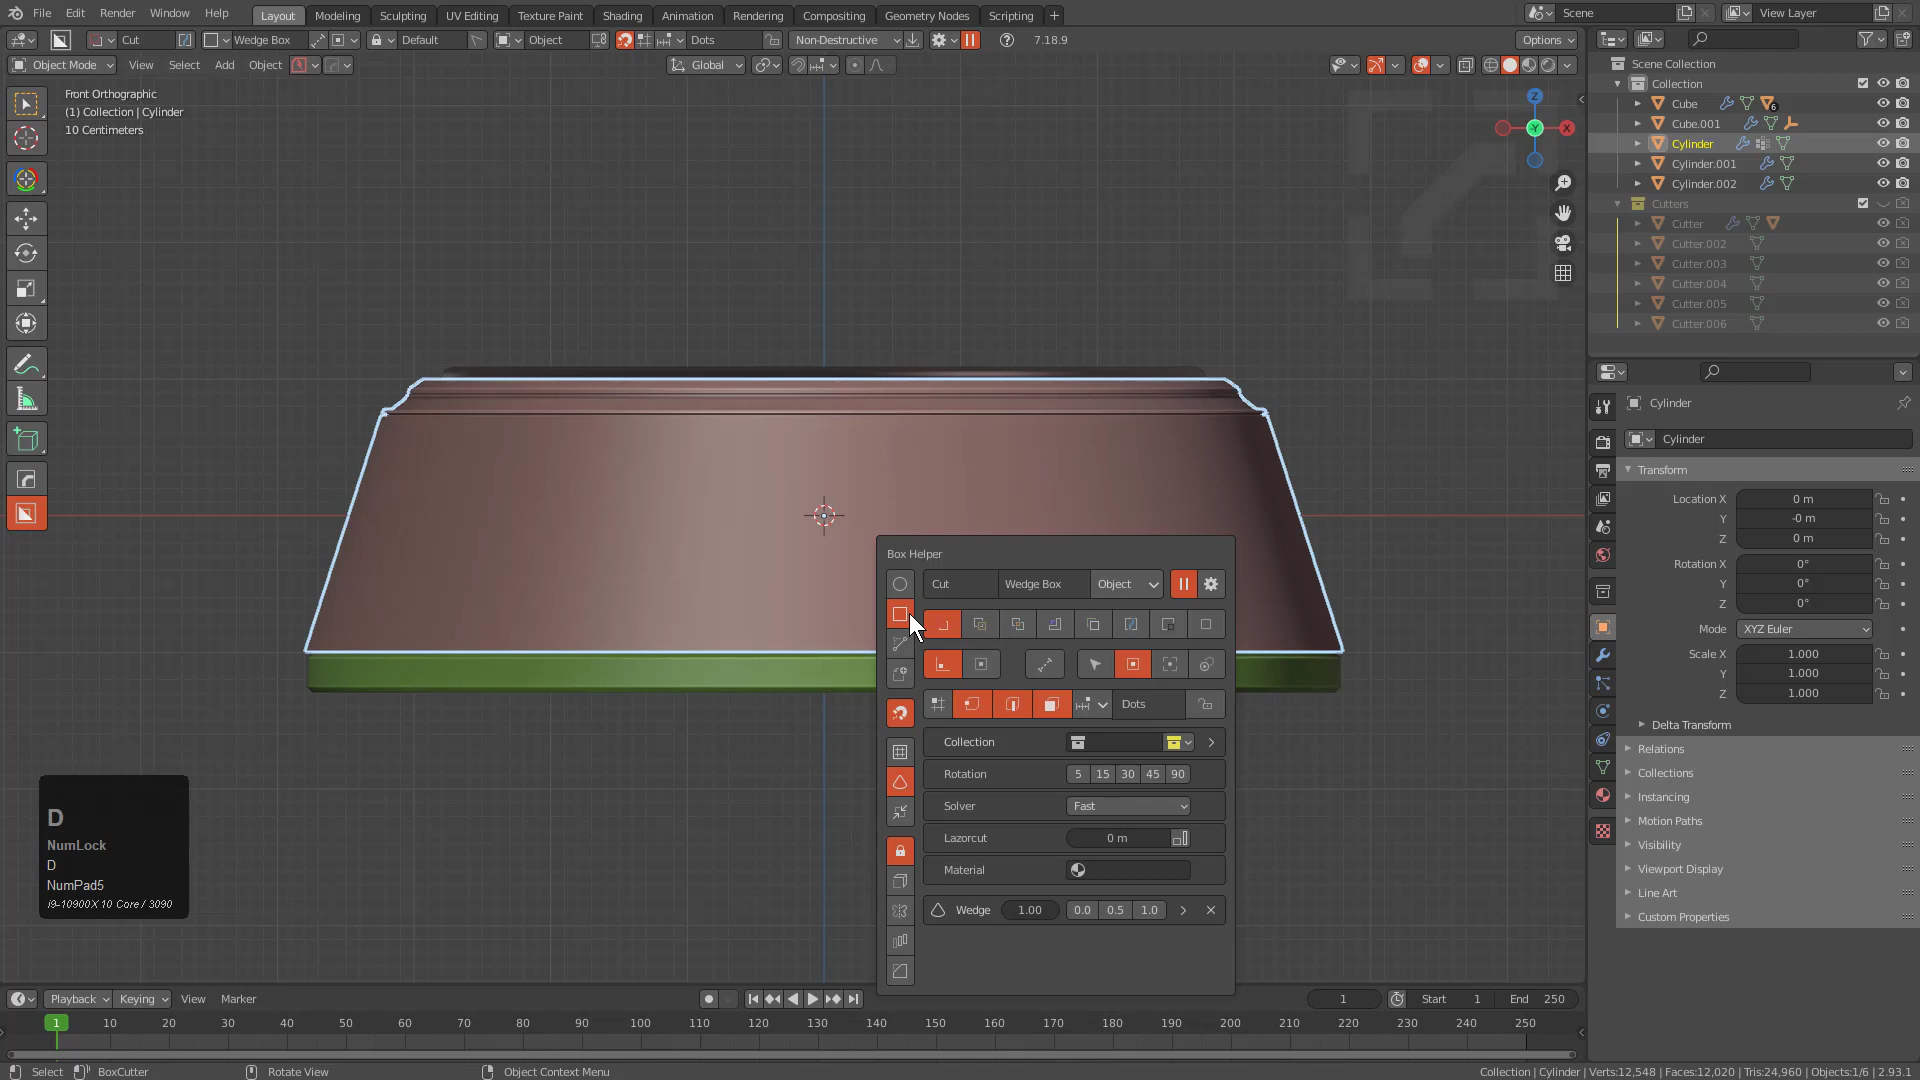 File Edit Render Window Help Layout Modeling Sculpting UV Editing Texture Paint Shading Animation Rendering Compositing Geometry Nodes Scripting + Scene View Layer
Cut Wedge Box Default Object Dots Non-Destructive 7.18.9 Options
Object Mode View Select Add Object Global
Front Orthographic
(1) Collection | Cylinder
10 Centimeters
Z
X
-Y
Scene Collection
Collection
Cube 6
Cube.001
Cylinder
Cylinder.001
Cylinder.002
Cutters
Cutter
Cutter.002
Cutter.003
Cutter.004
Cutter.005
Cutter.006
Cylinder
Cylinder
Transform
Location X 0 m
Y -0 m
Z 0 m
Rotation X 0°
Y 0°
Z 0°
Mode XYZ Euler
Scale X 1.000
Y 1.000
Z 1.000
Delta Transform
Relations
Collections
Instancing
Motion Paths
Visibility
Viewport Display
Line Art
Custom Properties
Box Helper
Cut Wedge Box Object
Dots
Collection
Rotation 5 15 30 45 90
Solver Fast
Lazorcut 0 m
Material
Wedge 1.00 0.0 0.5 1.0
D
NumLock
D
NumPad5
i9-10900X 10 Core / 3090
Playback Keying View Marker 1 Start 1 End 250
1 10 20 30 40 50 60 70 80 90 100 110 120 130 140 150 160 170 180 190 200 210 220 230 240 250
Select BoxCutter Rotate View Object Context Menu Collection | Cylinder | Verts:12,548 | Faces:12,020 | Tris:24,960 | Objects:1/6 | 2.93.1